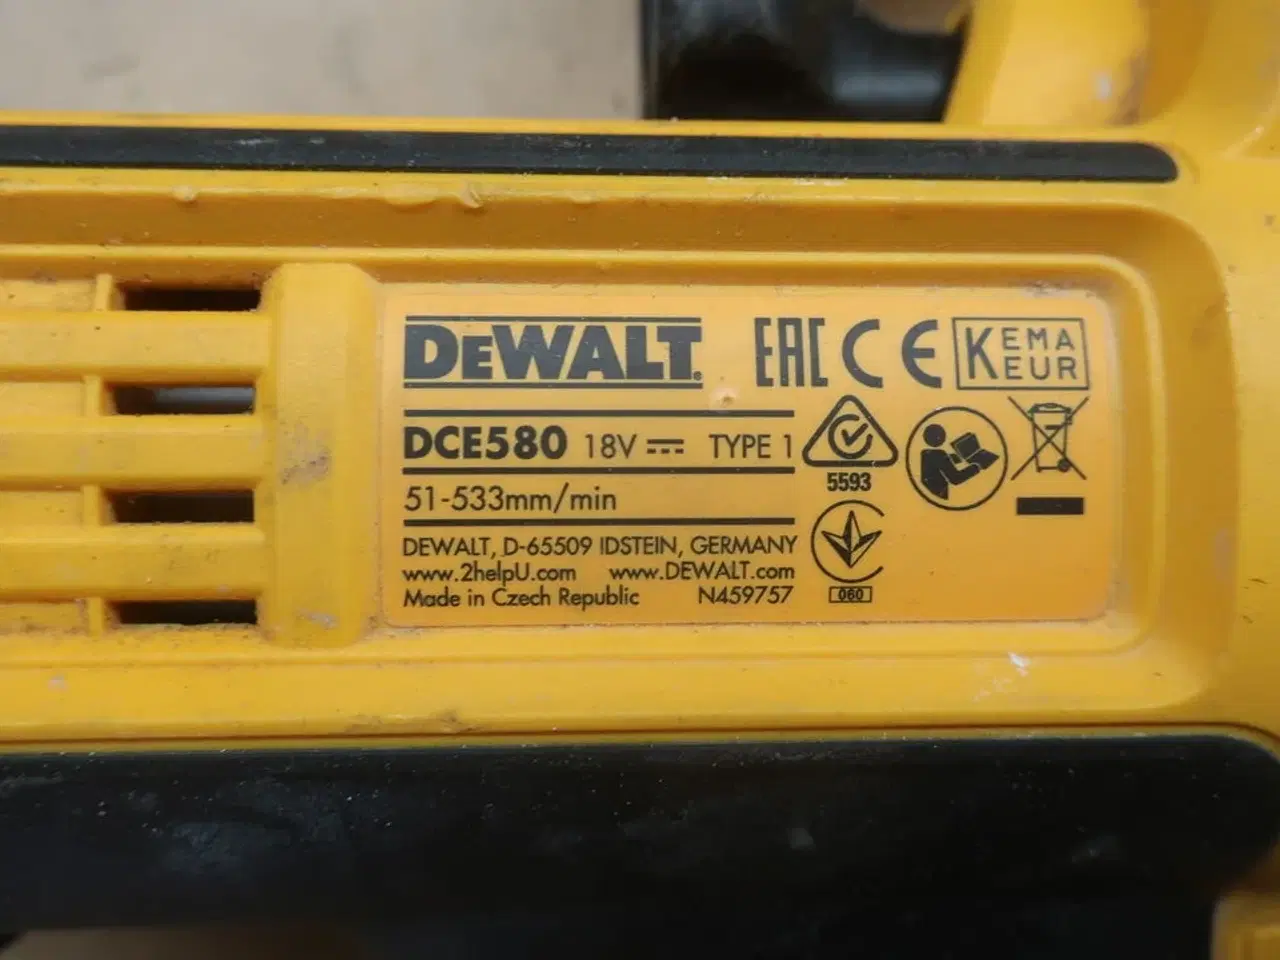 DEWALT.
EAC CE KEMA EUR
DCE580 18V TYPE 1
5593
51-533mm/min
DEWALT, D-65509 IDSTEIN, GERMANY
www.2helpU.com www.DEWALT.com
Made in Czech Republic N459757
060